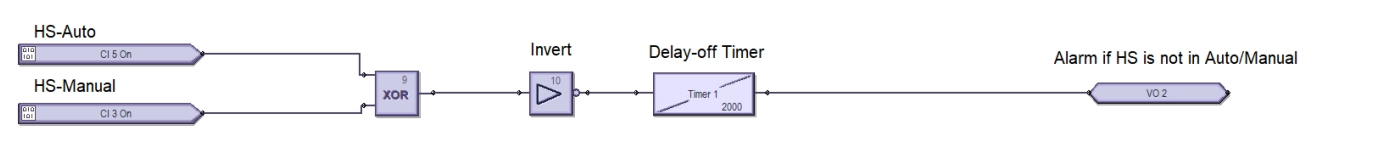 HS-Auto
CI 5 On
HS-Manual
CI 3 On
9
XOR
Invert
10
Delay-off Timer
Timer 1
2000
Alarm if HS is not in Auto/Manual
VO 2